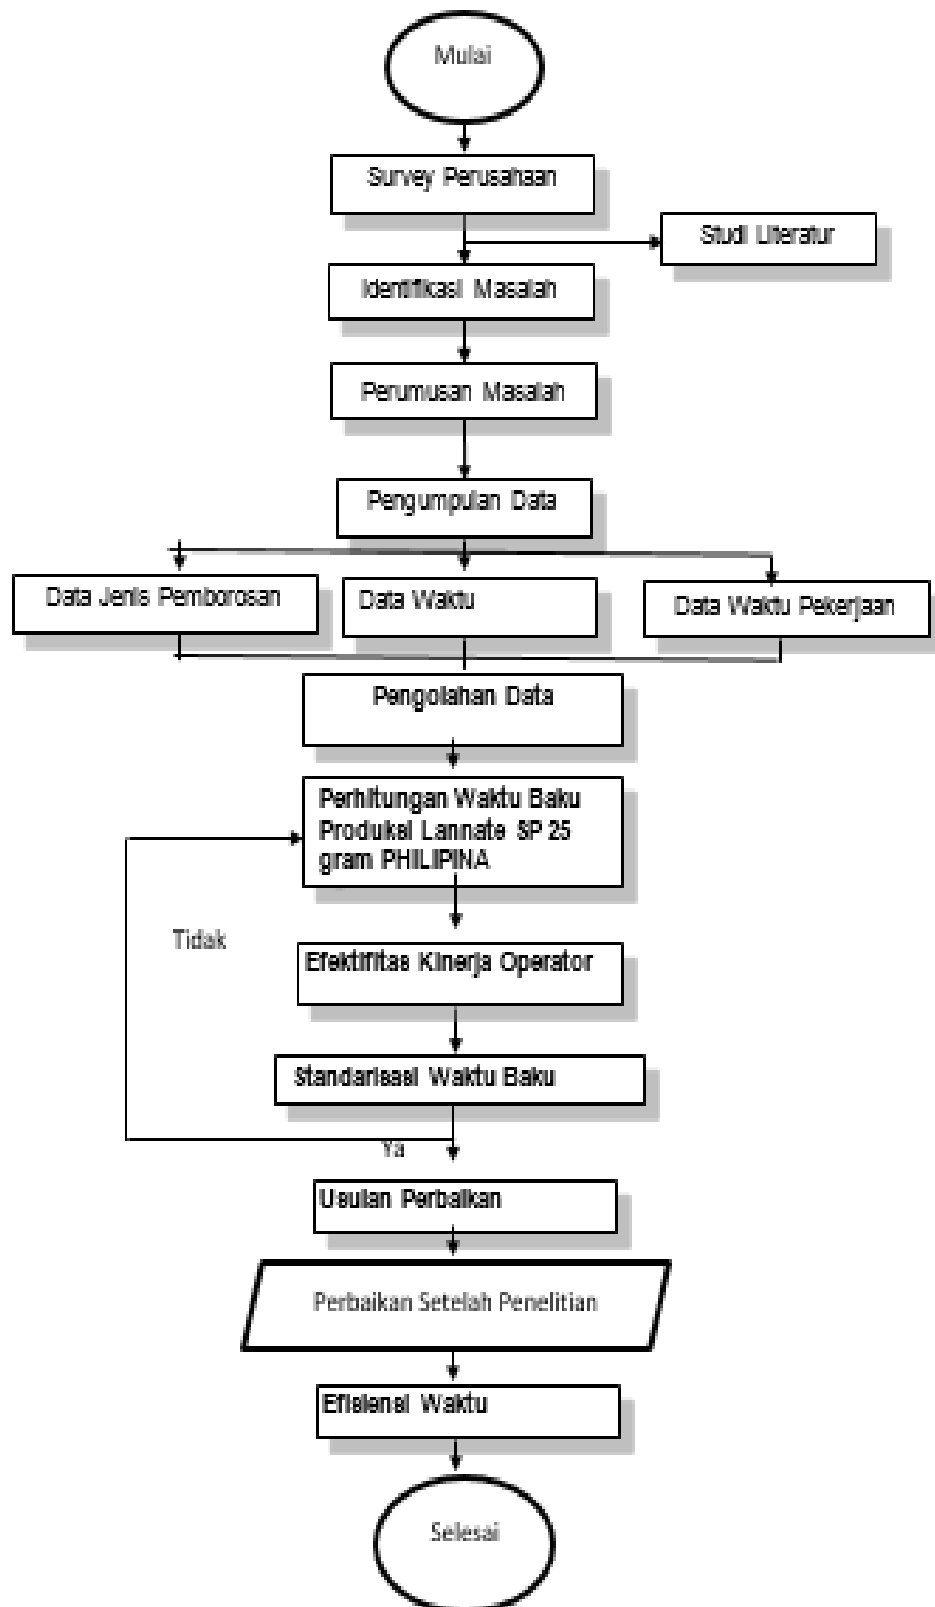 Mulai
Survey Perusahaan
Studi Literatur
Identifikasi Masalah
Perumusan Masalah
Pengumpulan Data
Data Jenis Pemborosan
Data Waktu
Data Waktu Pekerjaan
Pengolahan Data
Perhitungan Waktu Baku
Produksi Lannate SP 25
gram PHILIPINA
Tidak
Efektifitas Kinerja Operator
Standarisasi Waktu Baku
Ya
Usulan Perbaikan
Perbaikan Setelah Penelitian
Efisiensi Waktu
Selesai